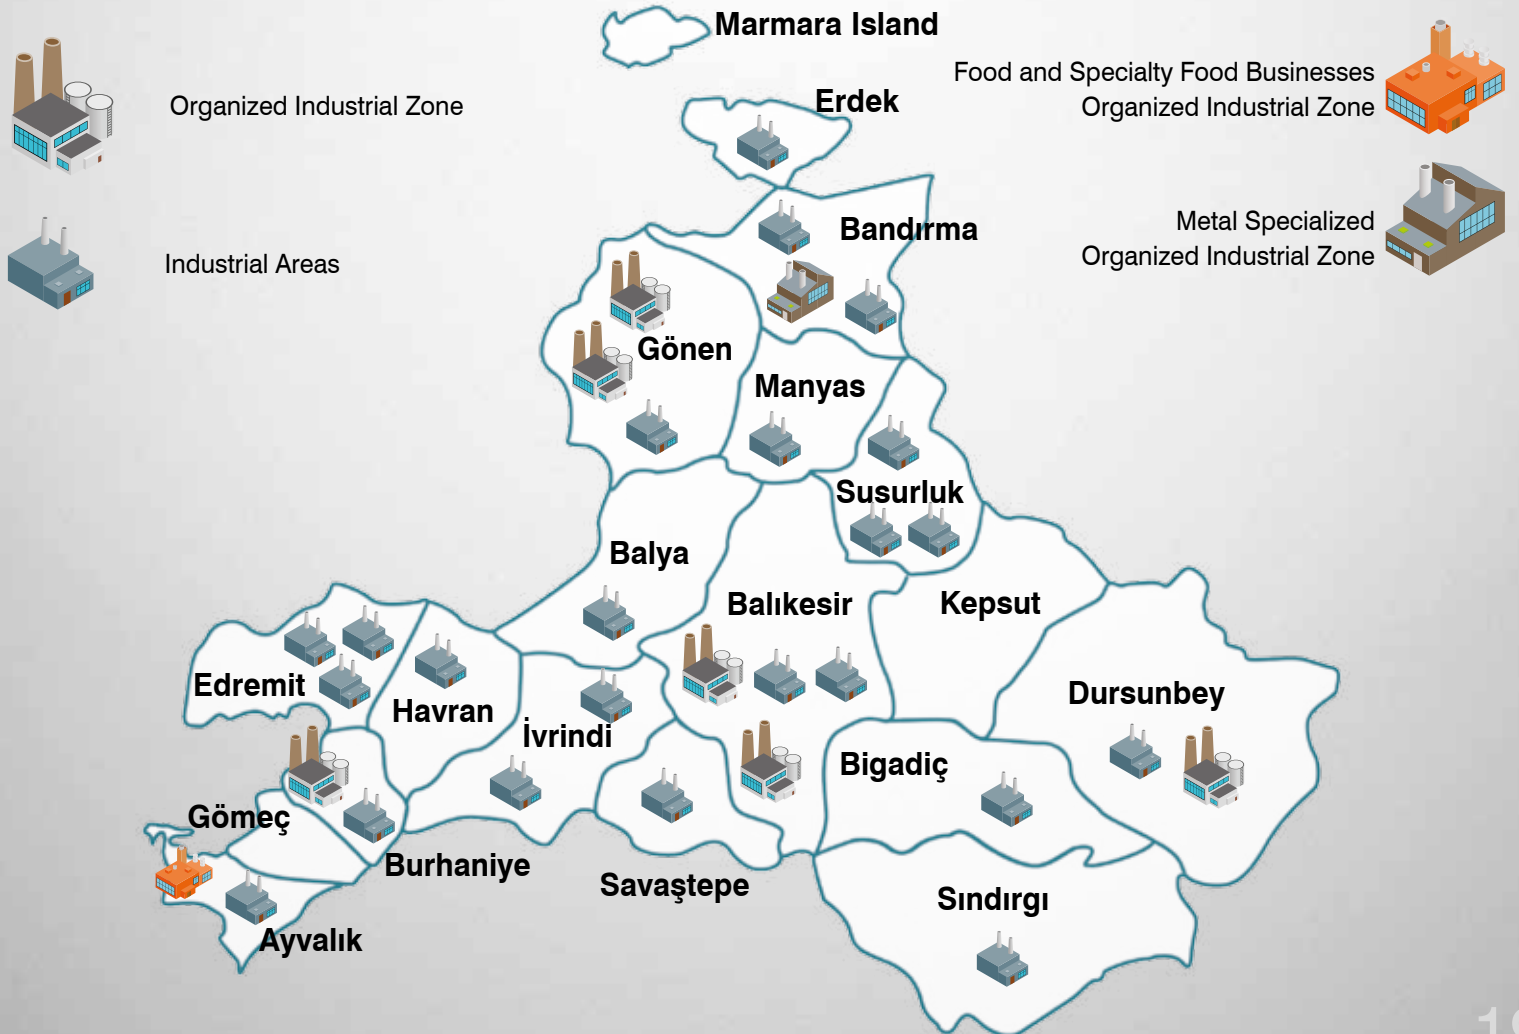 Marmara Island
Food and Specialty Food Businesses
Organized Industrial Zone
Organized Industrial Zone
Erdek
Metal Specialized
Organized Industrial Zone
Bandırma
Industrial Areas
Gönen
Manyas
Susurluk
Balya
Balıkesir
Kepsut
Edremit
Havran
İvrindi
Dursunbey
Bigadiç
Gömeç
Burhaniye
Savaştepe
Sındırgı
Ayvalık